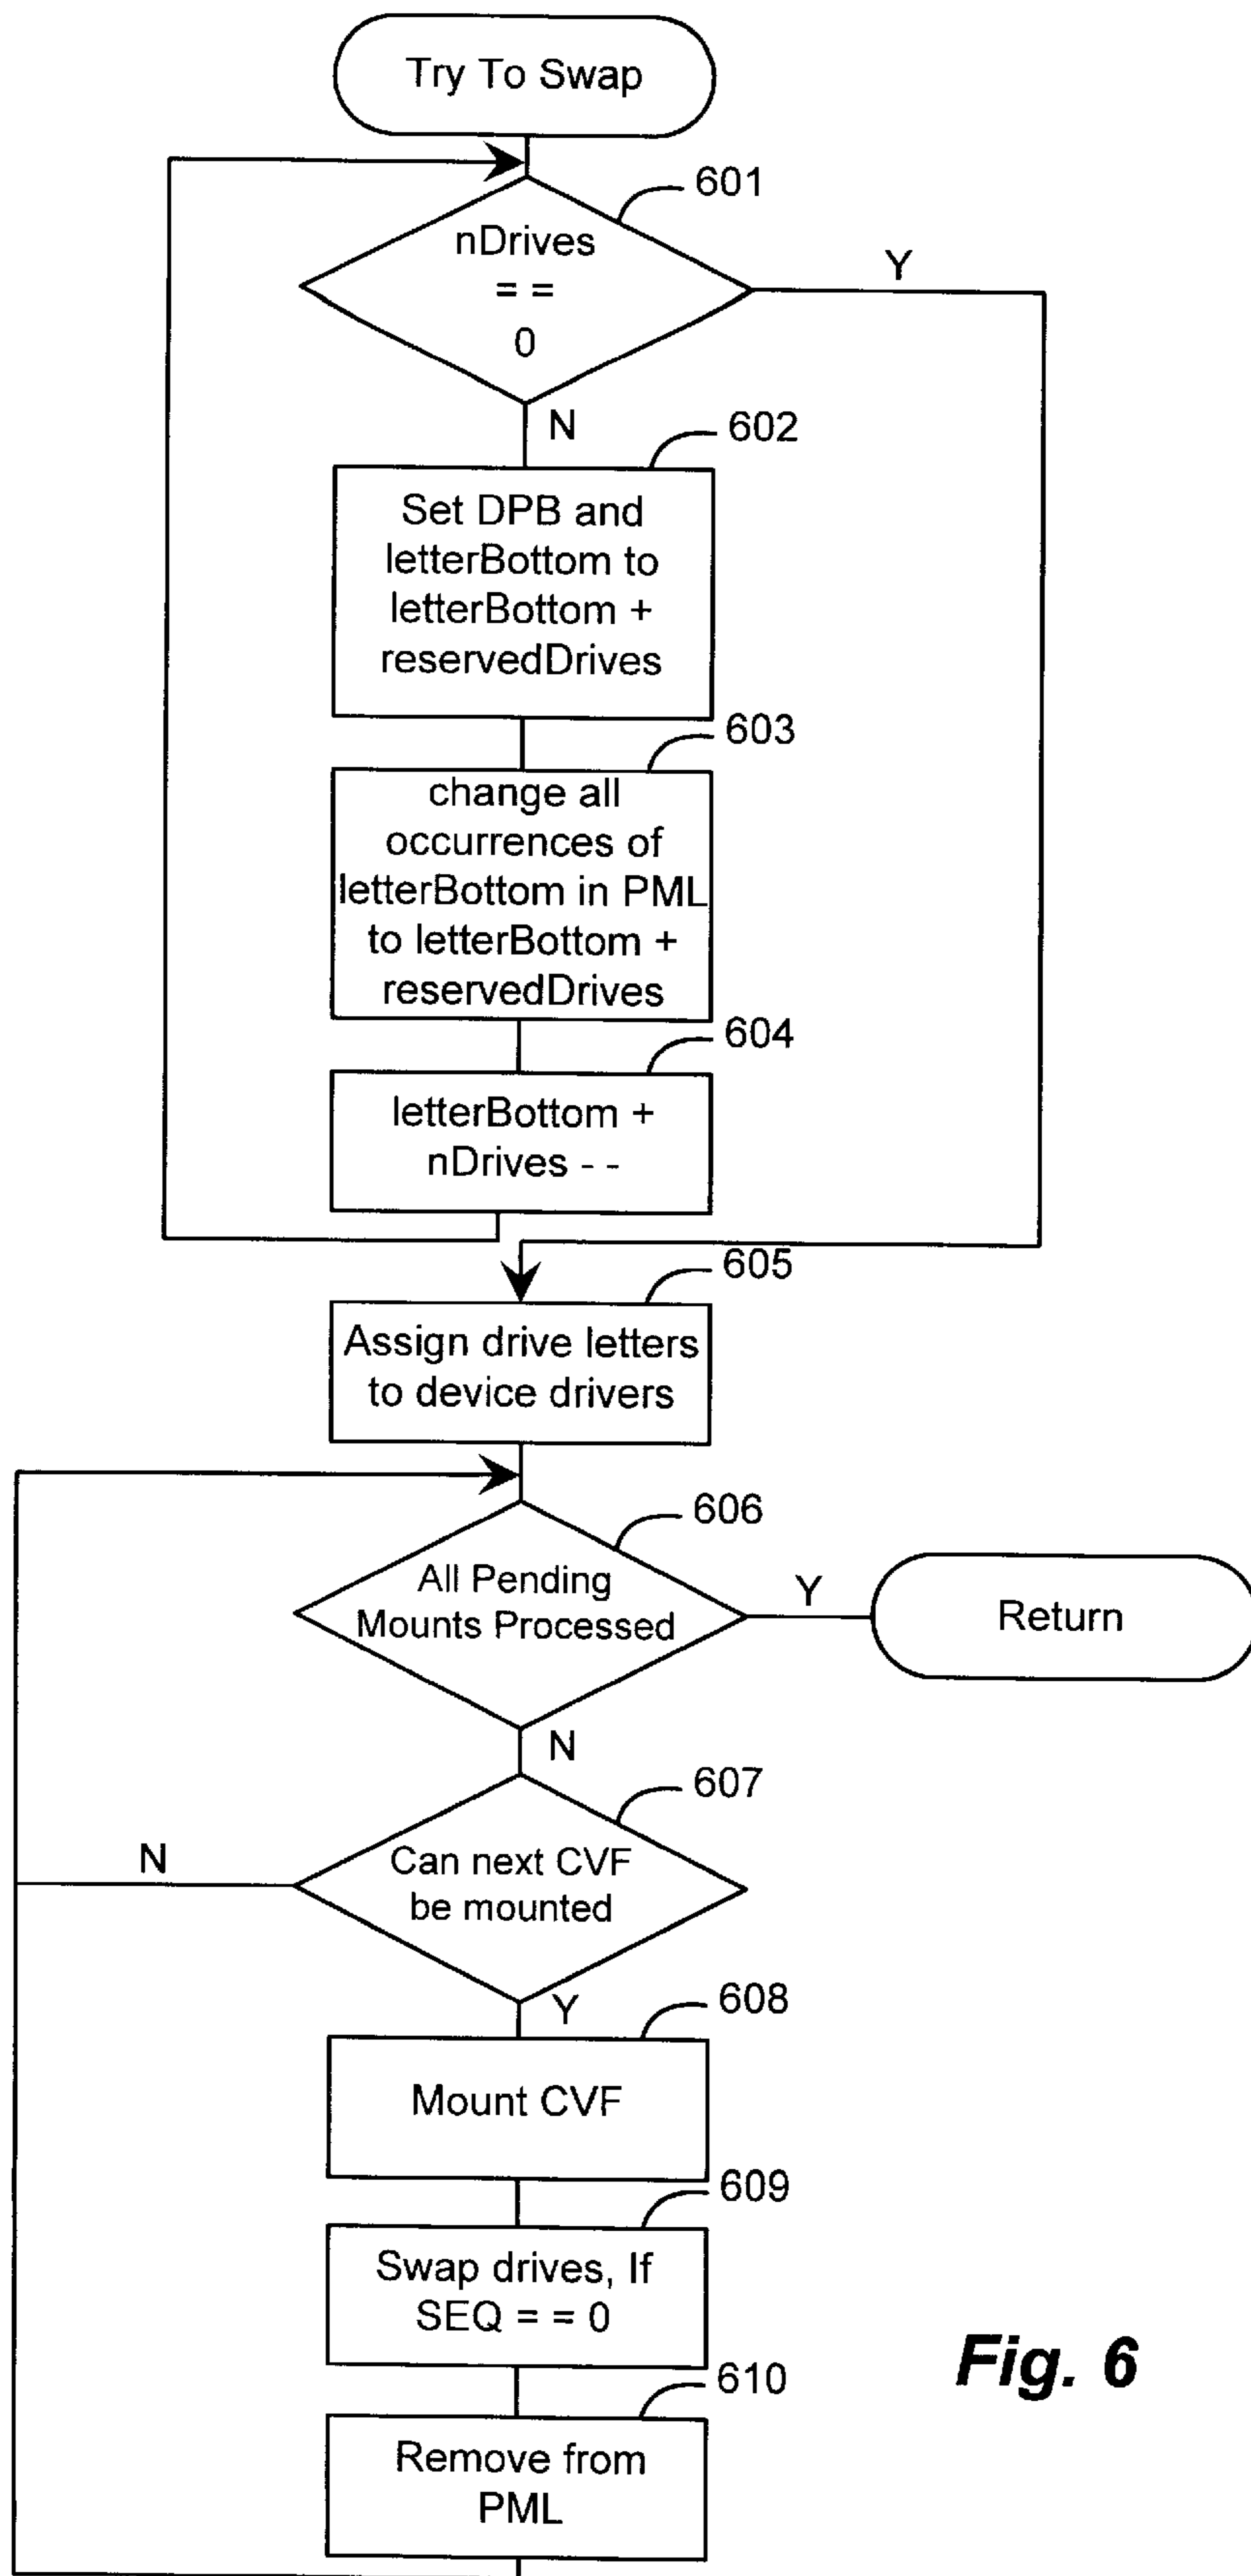 Try To Swap
601
nDrives
= =
0
Y
N
602
Set DPB and
letterBottom to
letterBottom +
reservedDrives
603
change all
occurrences of
letterBottom in PML
to letterBottom +
reservedDrives
604
letterBottom +
nDrives - -
605
Assign drive letters
to device drivers
606
All Pending
Mounts Processed
Y
Return
N
607
Can next CVF
be mounted
N
Y
608
Mount CVF
609
Swap drives, If
SEQ = = 0
610
Remove from
PML
Fig. 6